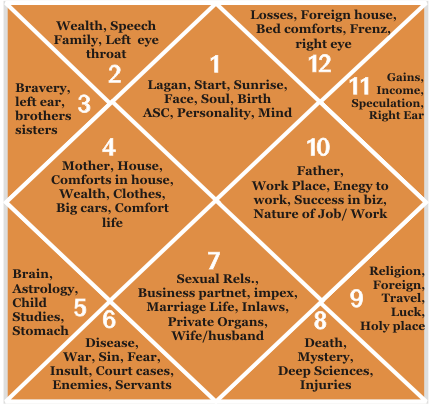 Wealth, Speech
Family, Left eye
throat
2
Losses, Foreign house,
Bed comforts, Frenz,
right eye
12
1
Lagan, Start, Sunrise,
Face, Soul, Birth
ASC, Personality, Mind
Bravery,
left ear,
brothers
sisters
3
11
Gains,
Income,
Speculation,
Right Ear
4
Mother, House,
Comforts in house,
Wealth, Clothes,
Big cars, Comfort
life
10
Father,
Work Place, Enegy to
work, Success in biz,
Nature of Job/ Work
7
Sexual Rels.,
Business partnet, impex,
Marriage Life, Inlaws,
Private Organs,
Wife/husband
Brain,
Astrology,
Child
Studies,
Stomach
5
9
Religion,
Foreign,
Travel,
Luck,
Holy place
6
Disease,
War, Sin, Fear,
Insult, Court cases,
Enemies, Servants
8
Death,
Mystery,
Deep Sciences,
Injuries